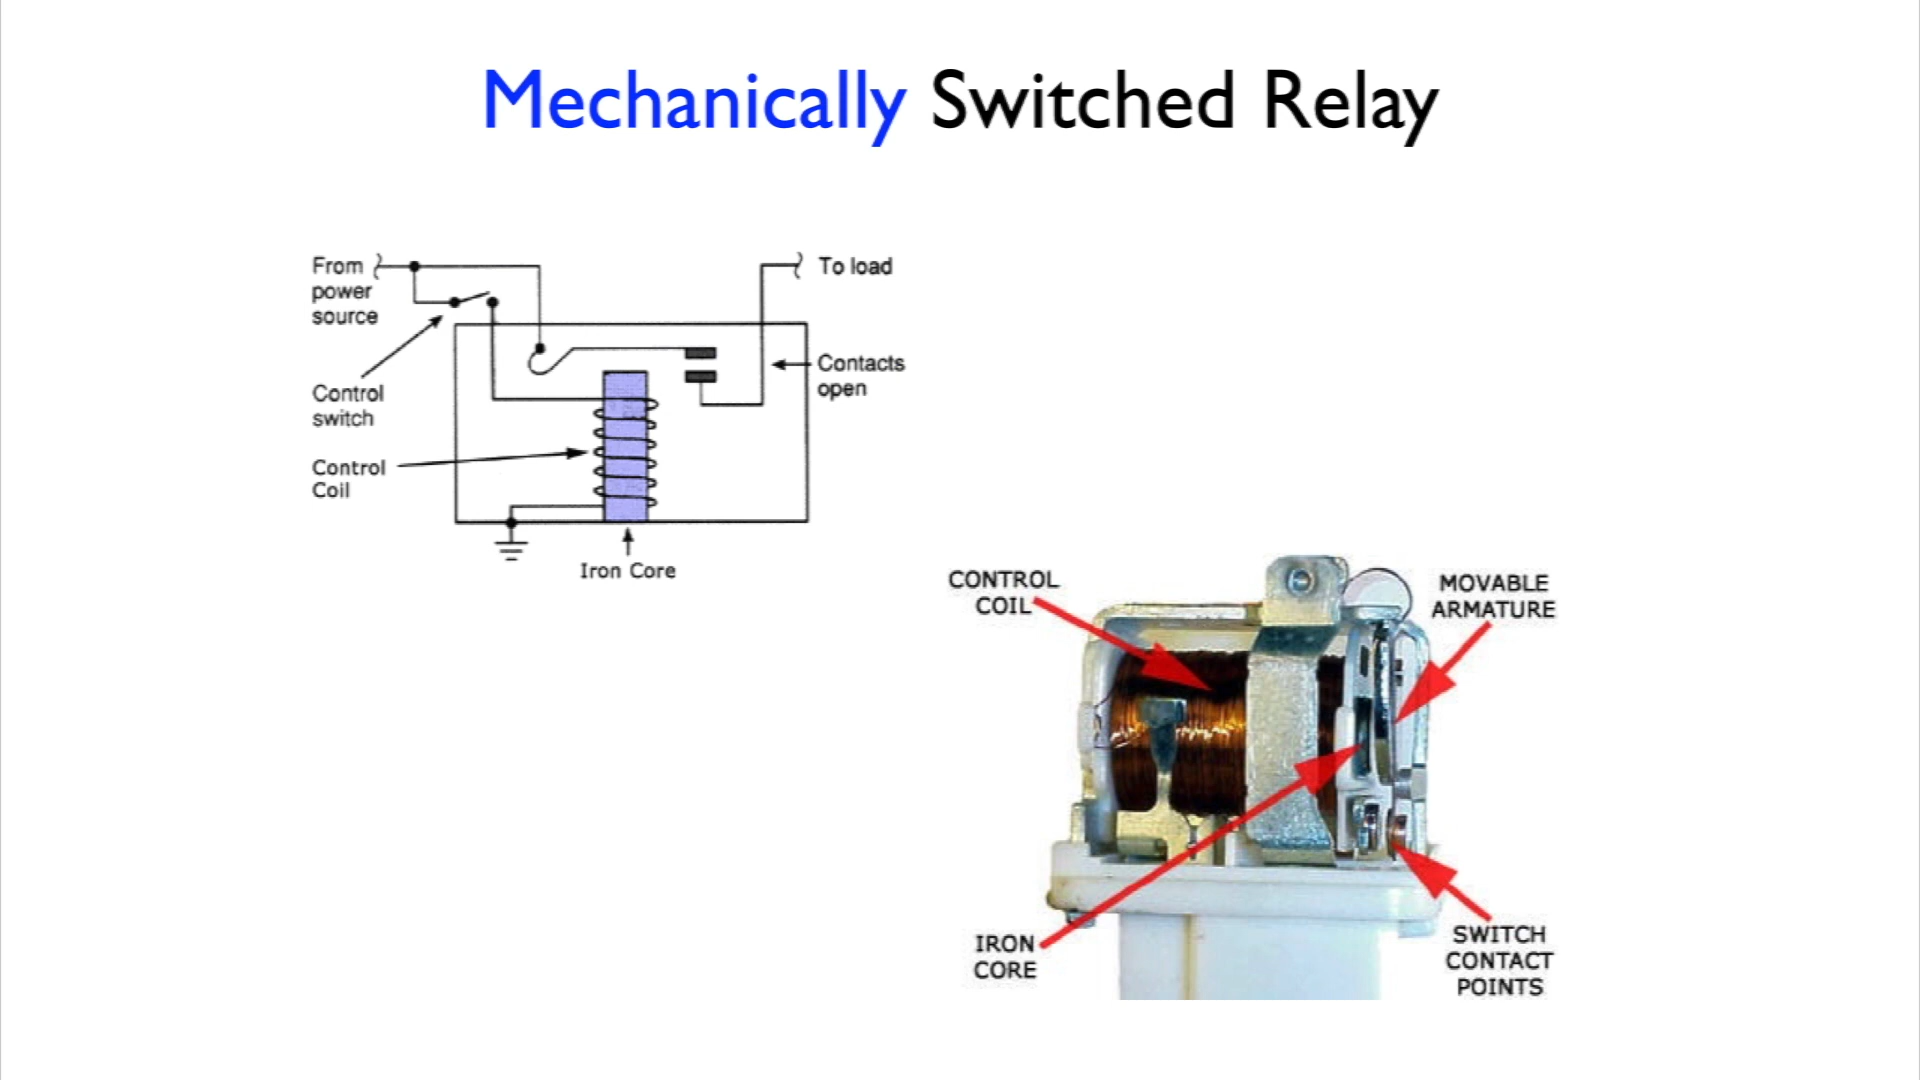 Mechanically Switched Relay
From
power
source
To load
Contacts
open
Control
switch
Control
Coil
Iron Core
CONTROL
COIL
MOVABLE
ARMATURE
IRON
CORE
SWITCH
CONTACT
POINTS